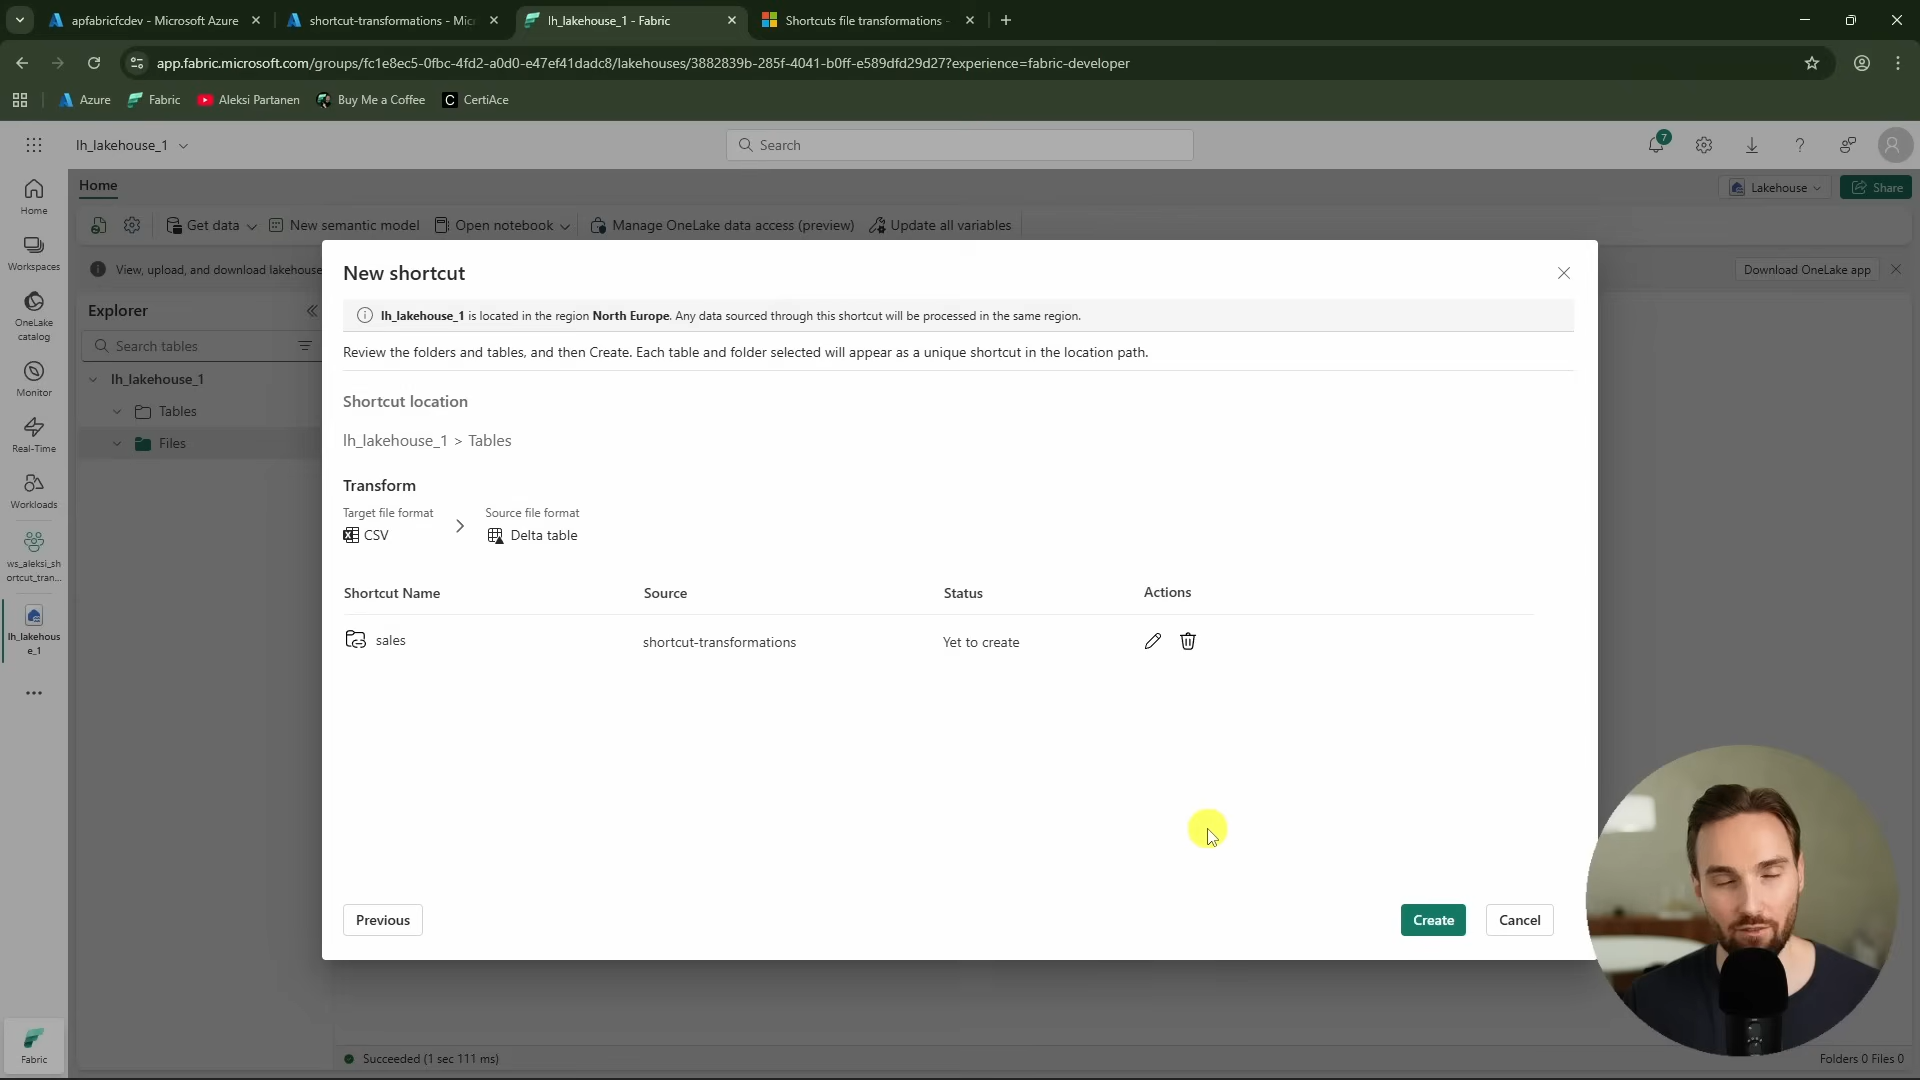 apfabricfcdev - Microsoft Azure
shortcut-transformations - Mic
lh_lakehouse_1 - Fabric
Shortcuts file transformations -
app.fabric.microsoft.com/groups/fc1e8ec5-0fbc-4fd2-a0d0-e47ef41dadc8/lakehouses/3882839b-285f-4041-b0ff-e589dfd29d27?experience=fabric-developer
Azure
Fabric
Aleksi Partanen
Buy Me a Coffee
C CertiAce
lh_lakehouse_1
Search
7
Home
Lakehouse
Share
Get data
New semantic model
Open notebook
Manage OneLake data access (preview)
Update all variables
View, upload, and download lakehouse
Download OneLake app
Home
Workspaces
OneLake
catalog
Monitor
Real-Time
Workloads
ws_aleksi_sh
ortcut_tran...
lh_lakehous
e_1
Fabric
Explorer
Search tables
lh_lakehouse_1
Tables
Files
New shortcut
lh_lakehouse_1 is located in the region North Europe. Any data sourced through this shortcut will be processed in the same region.
Review the folders and tables, and then Create. Each table and folder selected will appear as a unique shortcut in the location path.
Shortcut location
lh_lakehouse_1 > Tables
Transform
Target file format
Source file format
CSV
Delta table
Shortcut Name
Source
Status
Actions
sales
shortcut-transformations
Yet to create
Previous
Create
Cancel
Succeeded (1 sec 111 ms)
Folders 0 Files 0